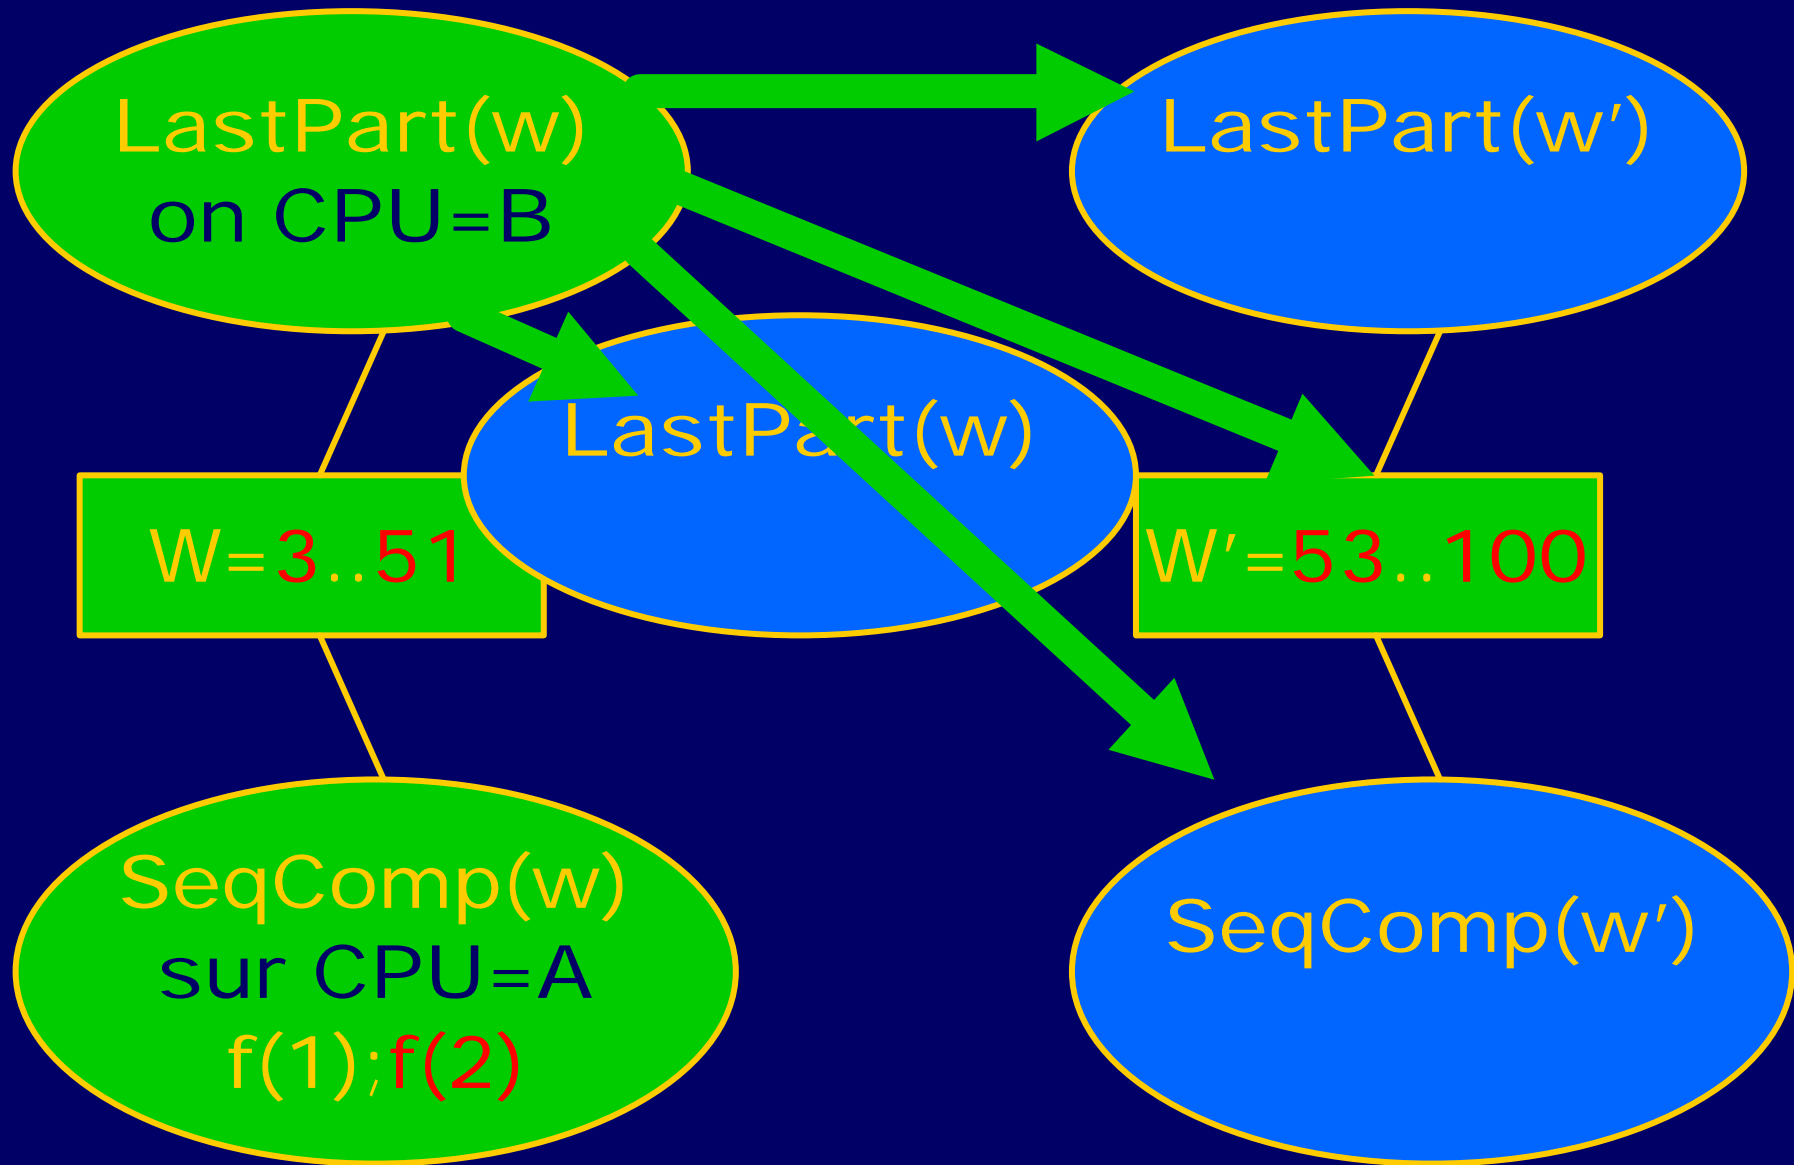 LastPart(w)
on CPU=B
LastPart(w')
LastPart(w)
W=3..51
W'=53..100
SeqComp(w)
sur CPU=A
f(1);f(2)
SeqComp(w')